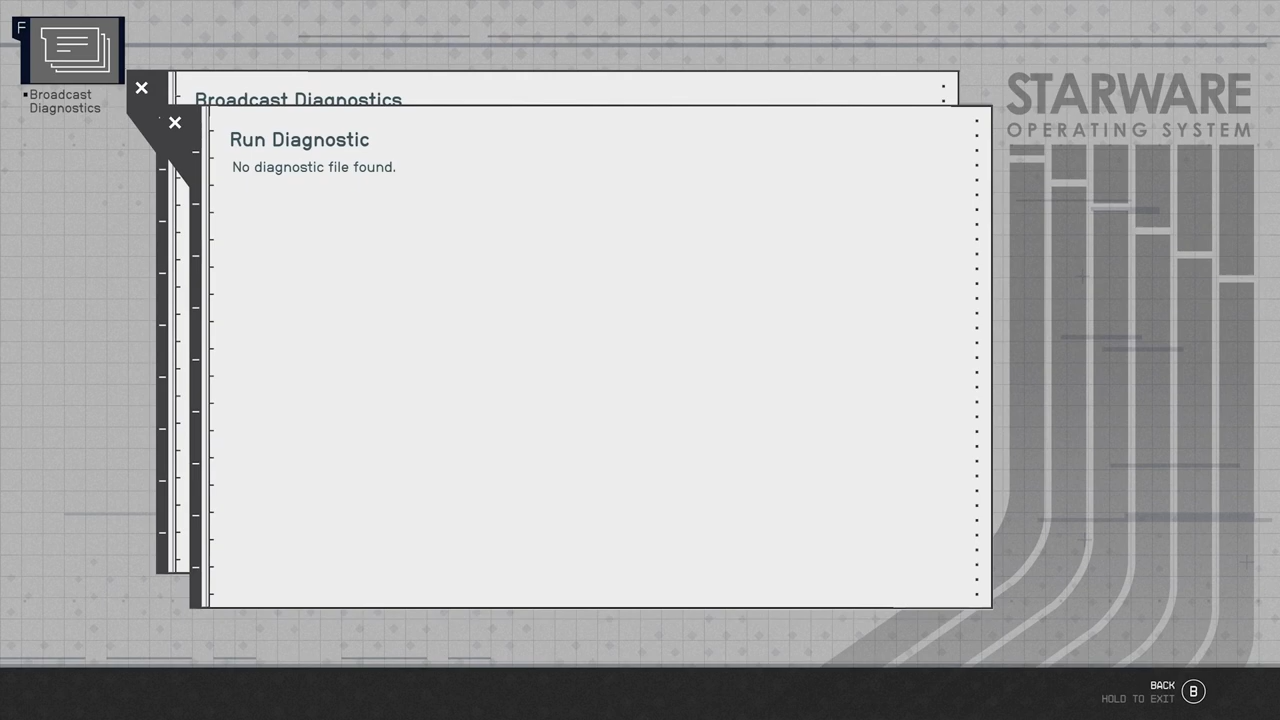 F
Broadcast
Diagnostics
Broadcast Diagnostics
Run Diagnostic
No diagnostic file found.
STARWARE
OPERATING SYSTEM
BACK
HOLD TO EXIT
B